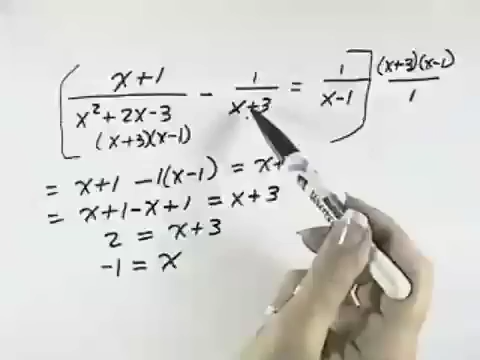 [ x+1 / x² + 2x - 3 - 1 / x+3 = 1 / x-1 ] (x+3)(x-1) / 1
(x+3)(x-1)
= x+1 -1(x-1) = x+
= x+1-x+1 = x+3
2 = x+3
-1 = x